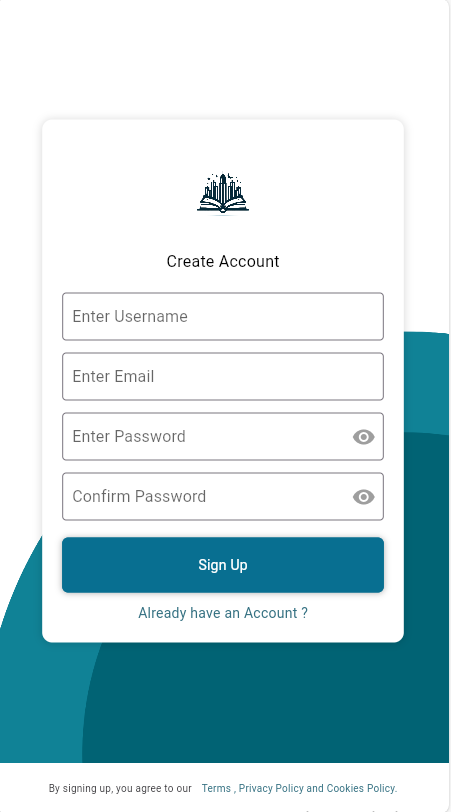 Create Account
Enter Username
Enter Email
Enter Password
Confirm Password
Sign Up
Already have an Account ?
By signing up, you agree to our Terms , Privacy Policy and Cookies Policy.